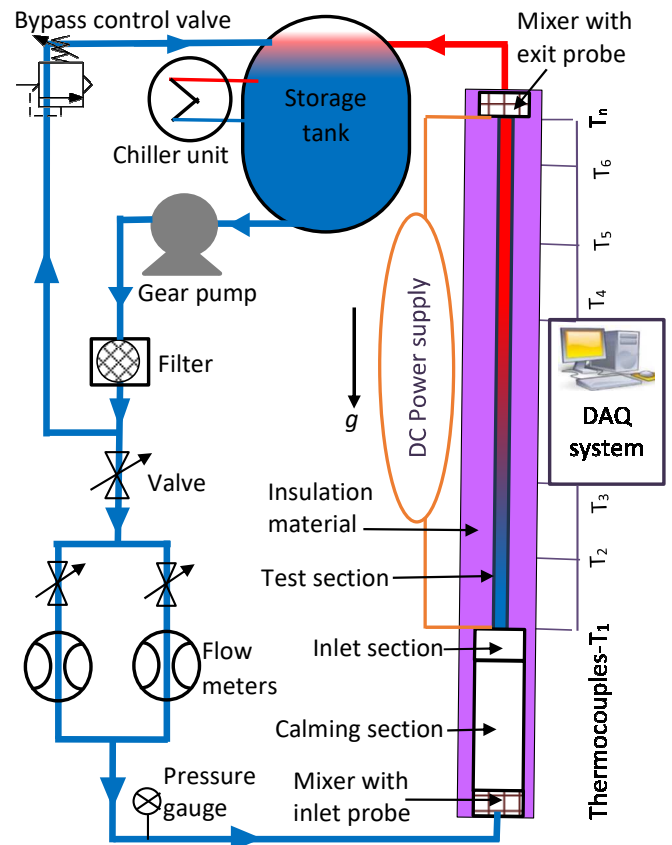 Bypass control valve
Mixer with
exit probe
Storage
tank
Chiller unit
Tn
T6
T5
T4
Gear pump
DC Power supply
g
Filter
DAQ
system
Valve
Insulation
material
T3
T2
Test section
Inlet section
Thermocouples-T1
Flow
meters
Calming section
Pressure
gauge
Mixer with
inlet probe